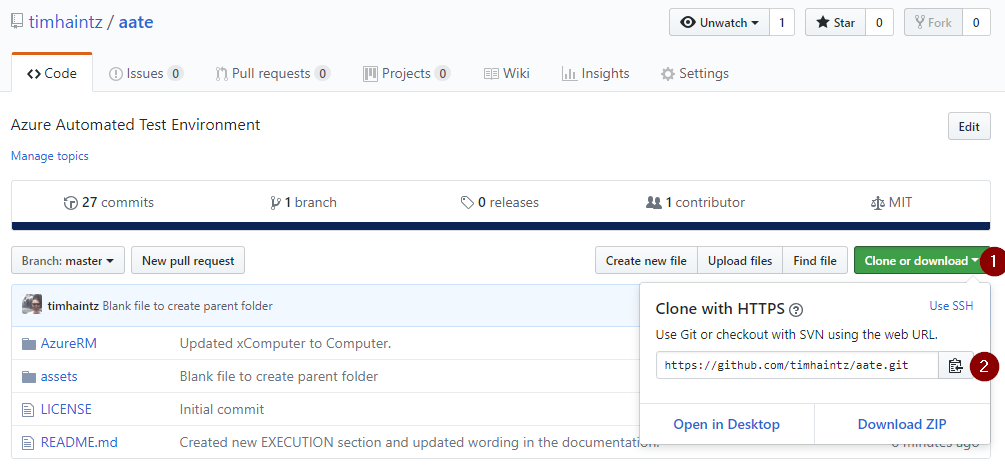 timhaintz / aate
Unwatch 1 Star 0 Fork 0
Code Issues 0 Pull requests 0 Projects 0 Wiki Insights Settings
Azure Automated Test Environment
Edit
Manage topics
27 commits 1 branch 0 releases 1 contributor MIT
Branch: master New pull request Create new file Upload files Find file Clone or download 1
timhaintz Blank file to create parent folder
Clone with HTTPS ? Use SSH
Use Git or checkout with SVN using the web URL.
AzureRM Updated xComputer to Computer.
https://github.com/timhaintz/aate.git 2
assets Blank file to create parent folder
LICENSE Initial commit
Open in Desktop Download ZIP
README.md Created new EXECUTION section and updated wording in the documentation.